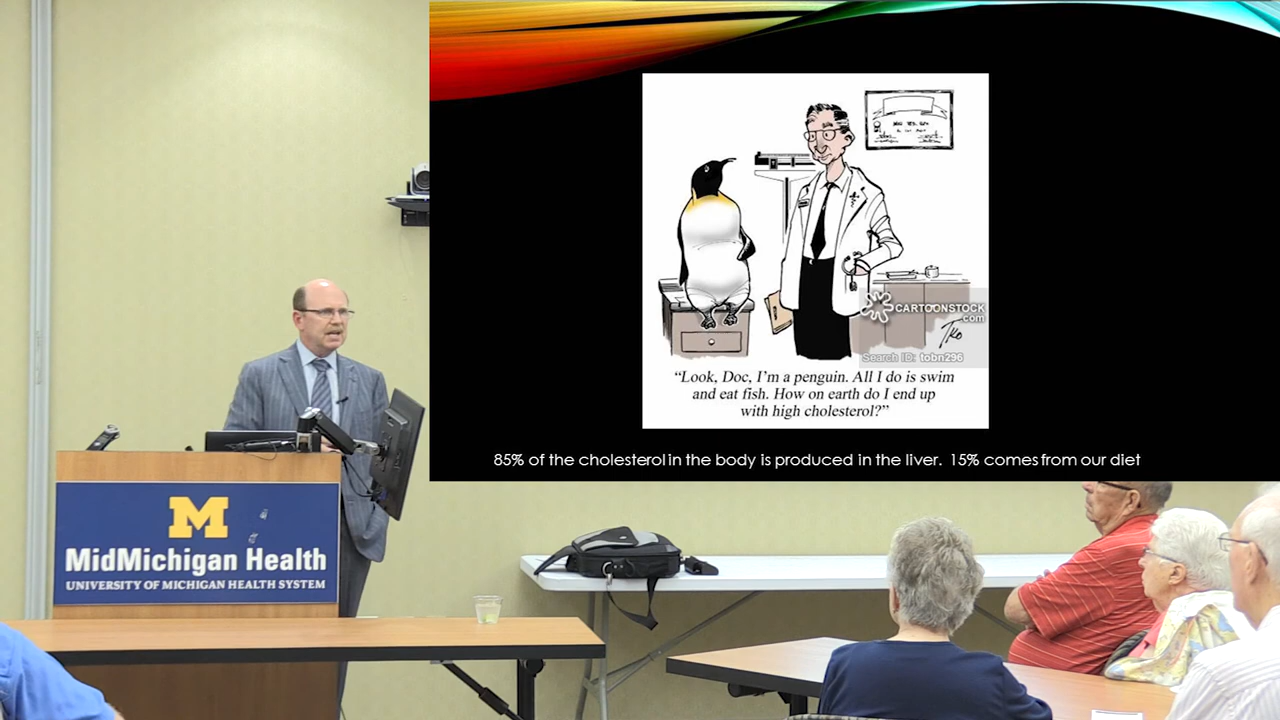 CARTOONSTOCK
.com
Search ID: tobn296
“Look, Doc, I’m a penguin. All I do is swim
and eat fish. How on earth do I end up
with high cholesterol?”
85% of the cholesterol in the body is produced in the liver. 15% comes from our diet
M
MidMichigan Health
UNIVERSITY OF MICHIGAN HEALTH SYSTEM